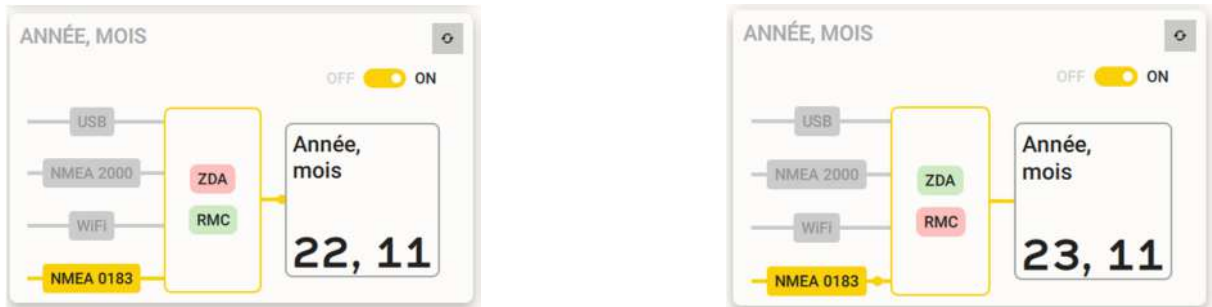 ANNÉE, MOIS
OFF ON
USB
NMEA 2000
WiFi
NMEA 0183
ZDA
RMC
Année,
mois
22, 11
ANNÉE, MOIS
OFF ON
USB
NMEA 2000
WiFi
NMEA 0183
ZDA
RMC
Année,
mois
23, 11